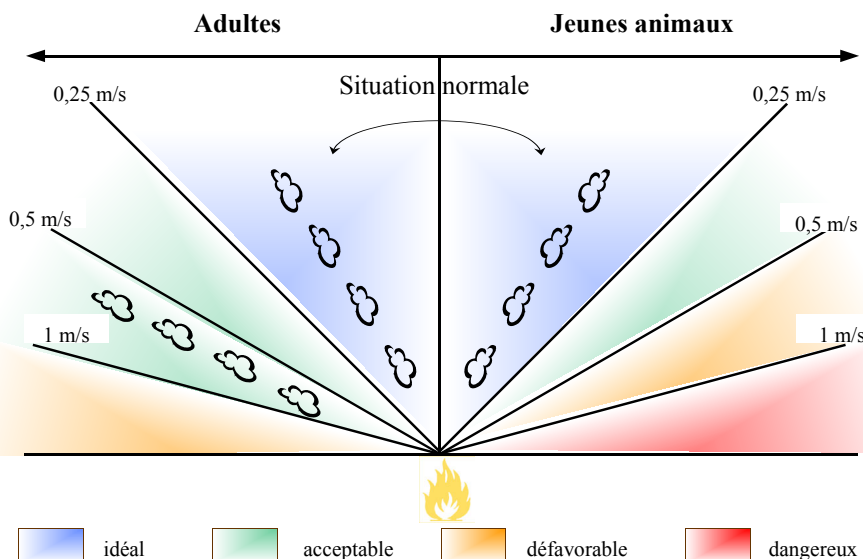 Adultes
Jeunes animaux
Situation normale
0,25 m/s
0,25 m/s
0,5 m/s
0,5 m/s
1 m/s
1 m/s
idéal
acceptable
défavorable
dangereux